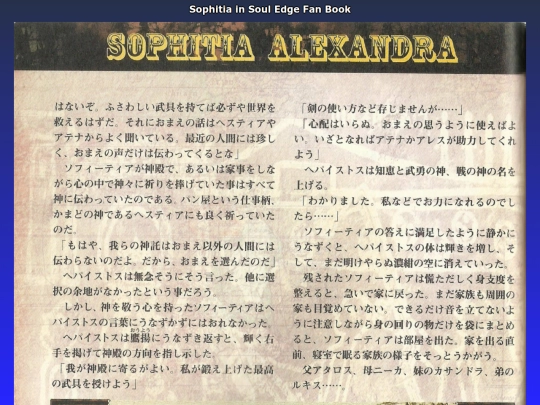 Sophitia in Soul Edge Fan Book
SOPHITIA ALEXANDRA
はないぞ。ふさわしい武具を持てば必ずや世界を
救えるはずだ。それにおまえの話はヘスティアや
アテナからよく聞いている。最近の人間には珍し
く、おまえの声だけは伝わってくるとな」
ソフィーティアが神殿で、あるいは家事をしな
がら心の中で神々に祈りを捧げていた事はすべて
神に伝わっていたのである。パン屋という仕事柄、
かまどの神であるヘスティアにも良く祈っていた
のだ。
「もはや、我らの神託はおまえ以外の人間には
伝わらないのだよ。だから、おまえを選んだのだ」
ヘパイストスは無念そうにそう言った。他に選
択の余地がなかったという事だろう。
しかし、神を敬う心を持ったソフィーティアはヘ
パイストスの言葉にうなずかずにはおれなかった。
ヘパイストスは鷹揚にうなずき返すと、輝く右
手を掲げて神殿の方向を指し示した。
「我が神殿に寄るがよい。私が鍛え上げた最高
の武具を授けよう」
「剣の使い方など存じませんが……」
「心配はいらぬ。おまえの思うように使えばよ
い。いざとなればアテナかアレスが助力してくれ
よう」
ヘパイストスは知恵と武勇の神、戦の神の名を
上げる。
「わかりました。私などでお力になれるのでし
たら……」
ソフィーティアの答えに満足したように静かに
うなずくと、ヘパイストスの体は輝きを増し、そ
して、まだ明けやらぬ濃紺の空に消えていった。
残されたソフィーティアは慌ただしく身支度を
整えると、急いで家に戻った。まだ家族も周囲の
家も目覚めていない。できるだけ音を立てないよ
うに注意しながら身の回りの物だけを袋にまとめ
ると、ソフィーティアは部屋を出た。家を出る直
前、寝室で眠る家族の様子をそっとうかがう。
父アタロス、母ニーカ、妹のカサンドラ、弟の
ルキス……。